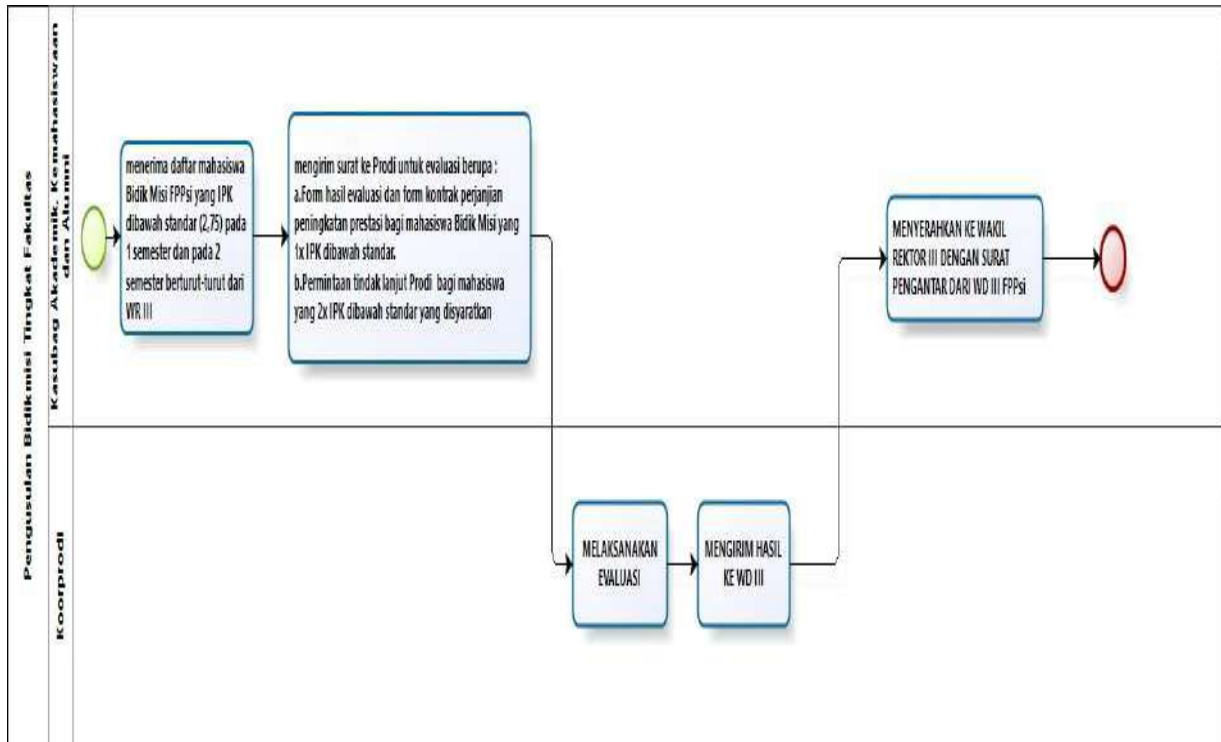 Pengusulan Bidikmisi Tingkat Fakultas
Kasubag Akademik, Kemahasiswaan
dan Alumni
menerima daftar mahasiswa
Bidik Misi FPPsi yang IPK
dibawah standar (2,75) pada
1 semester dan pada 2
semester berturut-turut dari
WR III
mengirim surat ke Prodi untuk evaluasi berupa :
a.Form hasil evaluasi dan form kontrak perjanjian
peningkatan prestasi bagi mahasiswa Bidik Misi yang
1x IPK dibawah standar.
b.Permintaan tindak lanjut Prodi bagi mahasiswa
yang 2x IPK dibawah standar yang disyaratkan
MENYERAHKAN KE WAKIL
REKTOR III DENGAN SURAT
PENGANTAR DARI WD III FPPsi
Koorprodi
MELAKSANAKAN
EVALUASI
MENGIRIM HASIL
KE WD III